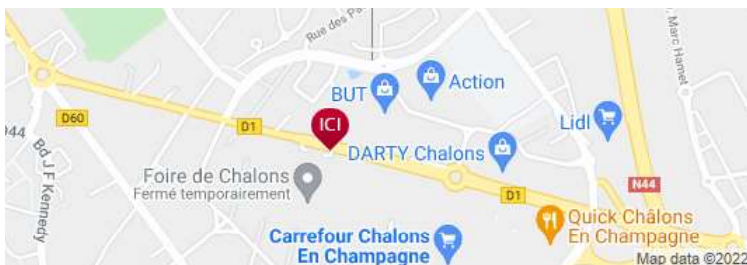 Rue des Pa
Marc Hamet
BUT
Action
D60
D1
ICI
Lidl
944
DARTY Chalons
Bd J F Kennedy
Foire de Chalons
Fermé temporairement
N44
D1
Quick Châlons
En Champagne
Carrefour Chalons
En Champagne
Map data ©2022